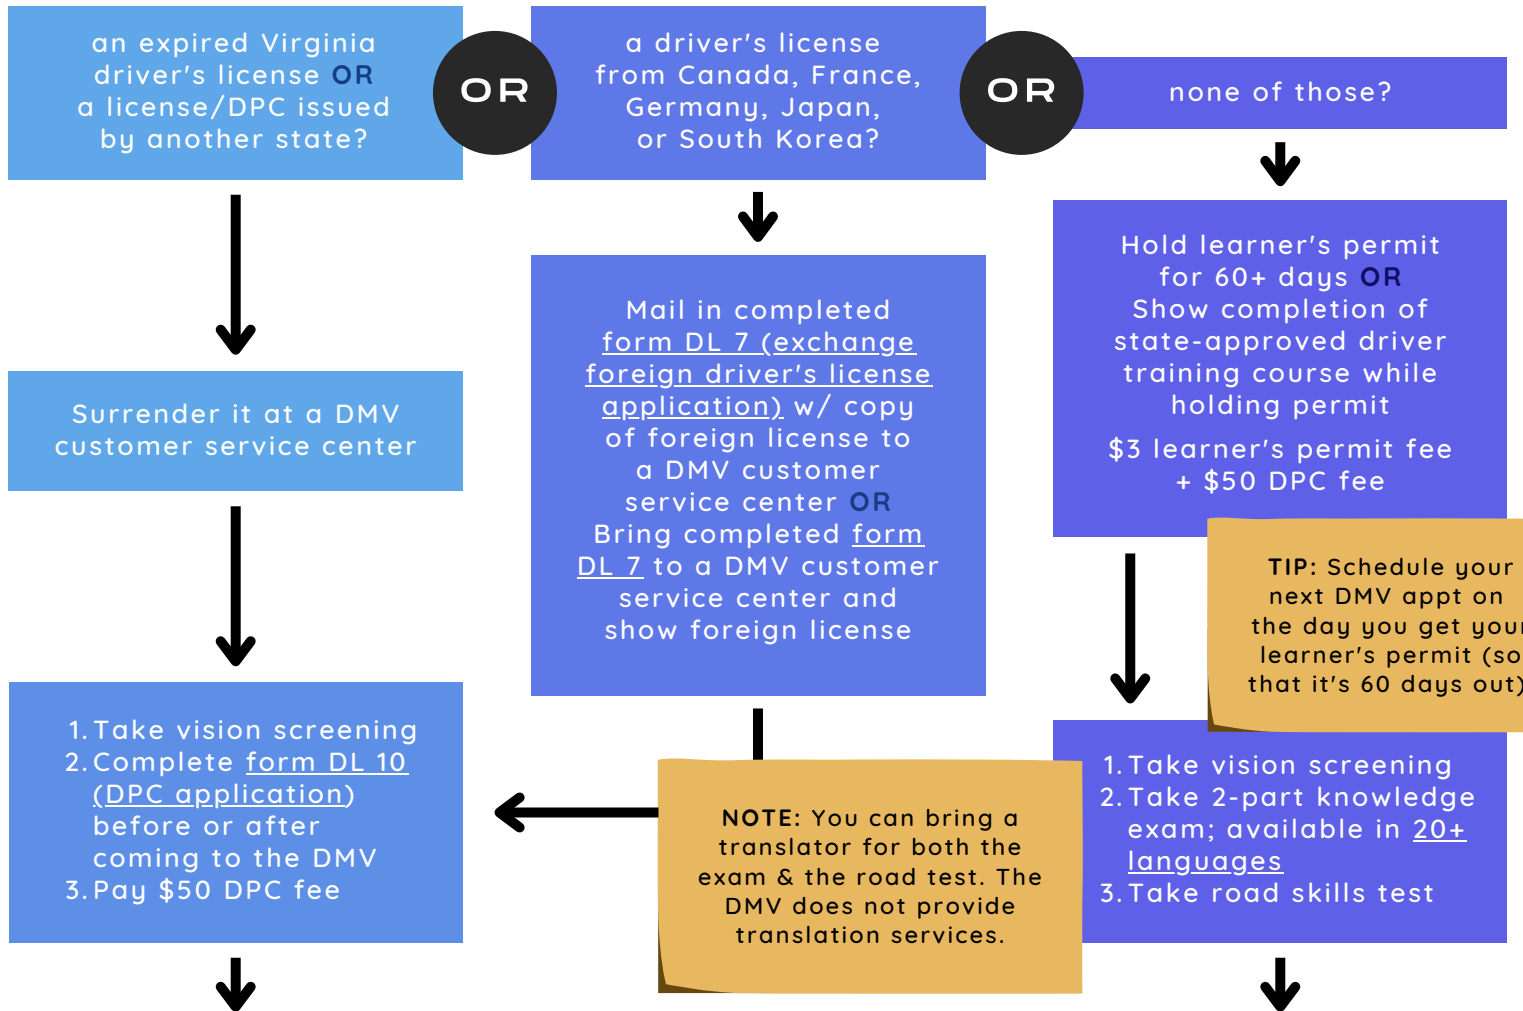 an expired Virginia
driver's license OR
a license/DPC issued
by another state?
OR
a driver's license
from Canada, France,
Germany, Japan,
or South Korea?
OR
none of those?
Surrender it at a DMV
customer service center
1. Take vision screening
2. Complete form DL 10
(DPC application)
before or after
coming to the DMV
3. Pay $50 DPC fee
Mail in completed
form DL 7 (exchange
foreign driver's license
application) w/ copy
of foreign license to
a DMV customer
service center OR
Bring completed form
DL 7 to a DMV customer
service center and
show foreign license
NOTE: You can bring a
translator for both the
exam & the road test. The
DMV does not provide
translation services.
Hold learner's permit
for 60+ days OR
Show completion of
state-approved driver
training course while
holding permit
$3 learner's permit fee
+ $50 DPC fee
TIP: Schedule your
next DMV appt on
the day you get your
learner's permit (so
that it's 60 days out)
1. Take vision screening
2. Take 2-part knowledge
exam; available in 20+
languages
3. Take road skills test